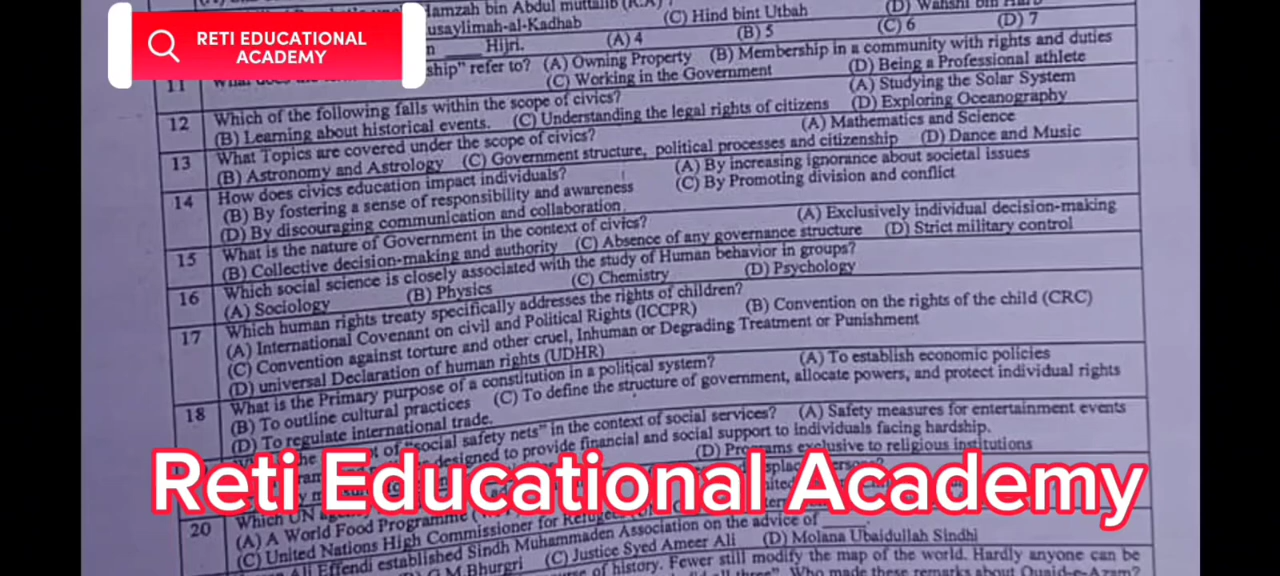 Hamzah bin Abdul muttalib (R.A)
(C) Hind bint Utbah
RETI EDUCATIONAL
ACADEMY
usaylimah-al-Kadhab
Hijri. (A) 4 (B) 5 (C) 6 (D) 7
11 ship" refer to? (A) Owning Property (B) Membership in a community with rights and duties
(C) Working in the Government (D) Being a Professional athlete
12 Which of the following falls within the scope of civics? (A) Studying the Solar System
(B) Learning about historical events. (C) Understanding the legal rights of citizens (D) Exploring Oceanography
13 What Topics are covered under the scope of civics? (A) Mathematics and Science
(B) Astronomy and Astrology (C) Government structure, political processes and citizenship (D) Dance and Music
14 How does civics education impact individuals? (A) By increasing ignorance about societal issues
(B) By fostering a sense of responsibility and awareness (C) By Promoting division and conflict
(D) By discouraging communication and collaboration
15 What is the nature of Government in the context of civics? (A) Exclusively individual decision-making
(B) Collective decision-making and authority (C) Absence of any governance structure (D) Strict military control
16 Which social science is closely associated with the study of Human behavior in groups?
(A) Sociology (B) Physics (C) Chemistry (D) Psychology
17 Which human rights treaty specifically addresses the rights of children?
(A) International Covenant on civil and Political Rights (ICCPR) (B) Convention on the rights of the child (CRC)
(C) Convention against torture and other cruel, Inhuman or Degrading Treatment or Punishment
(D) universal Declaration of human rights (UDHR)
18 What is the Primary purpose of a constitution in a political system? (A) To establish economic policies
(B) To outline cultural practices (C) To define the structure of government, allocate powers, and protect individual rights
(D) To regulate international trade.
of "social safety nets" in the context of social services? (A) Safety measures for entertainment events
designed to provide financial and social support to individuals facing hardship.
(D) Programs exclusive to religious institutions
Reti Educational Academy
20 Which UN
(A) A World Food Programme
(C) United Nations High Commissioner for Refugees
Ali Effendi established Sindh Muhammaden Association on the advice of ______.
G.M Bhurgri (C) Justice Syed Ameer Ali (D) Molana Ubaidullah Sindhi
of history. Fewer still modify the map of the world. Hardly anyone can be
Who made these remarks about Quaid-e-Azam?